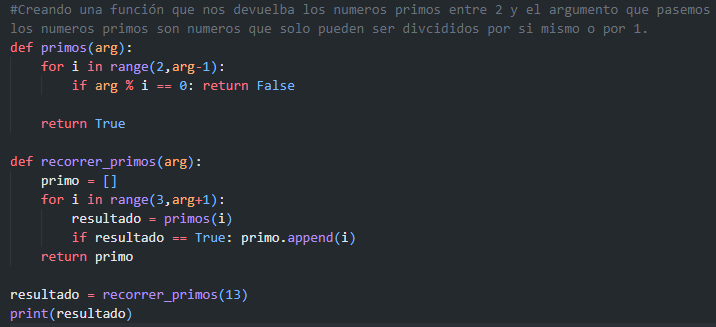 #Creando una función que nos devuelba los numeros primos entre 2 y el argumento que pasemos
los numeros primos son numeros que solo pueden ser divcididos por si mismo o por 1.
def primos(arg):
    for i in range(2,arg-1):
        if arg % i == 0: return False

    return True

def recorrer_primos(arg):
    primo = []
    for i in range(3,arg+1):
        resultado = primos(i)
        if resultado == True: primo.append(i)
    return primo

resultado = recorrer_primos(13)
print(resultado)